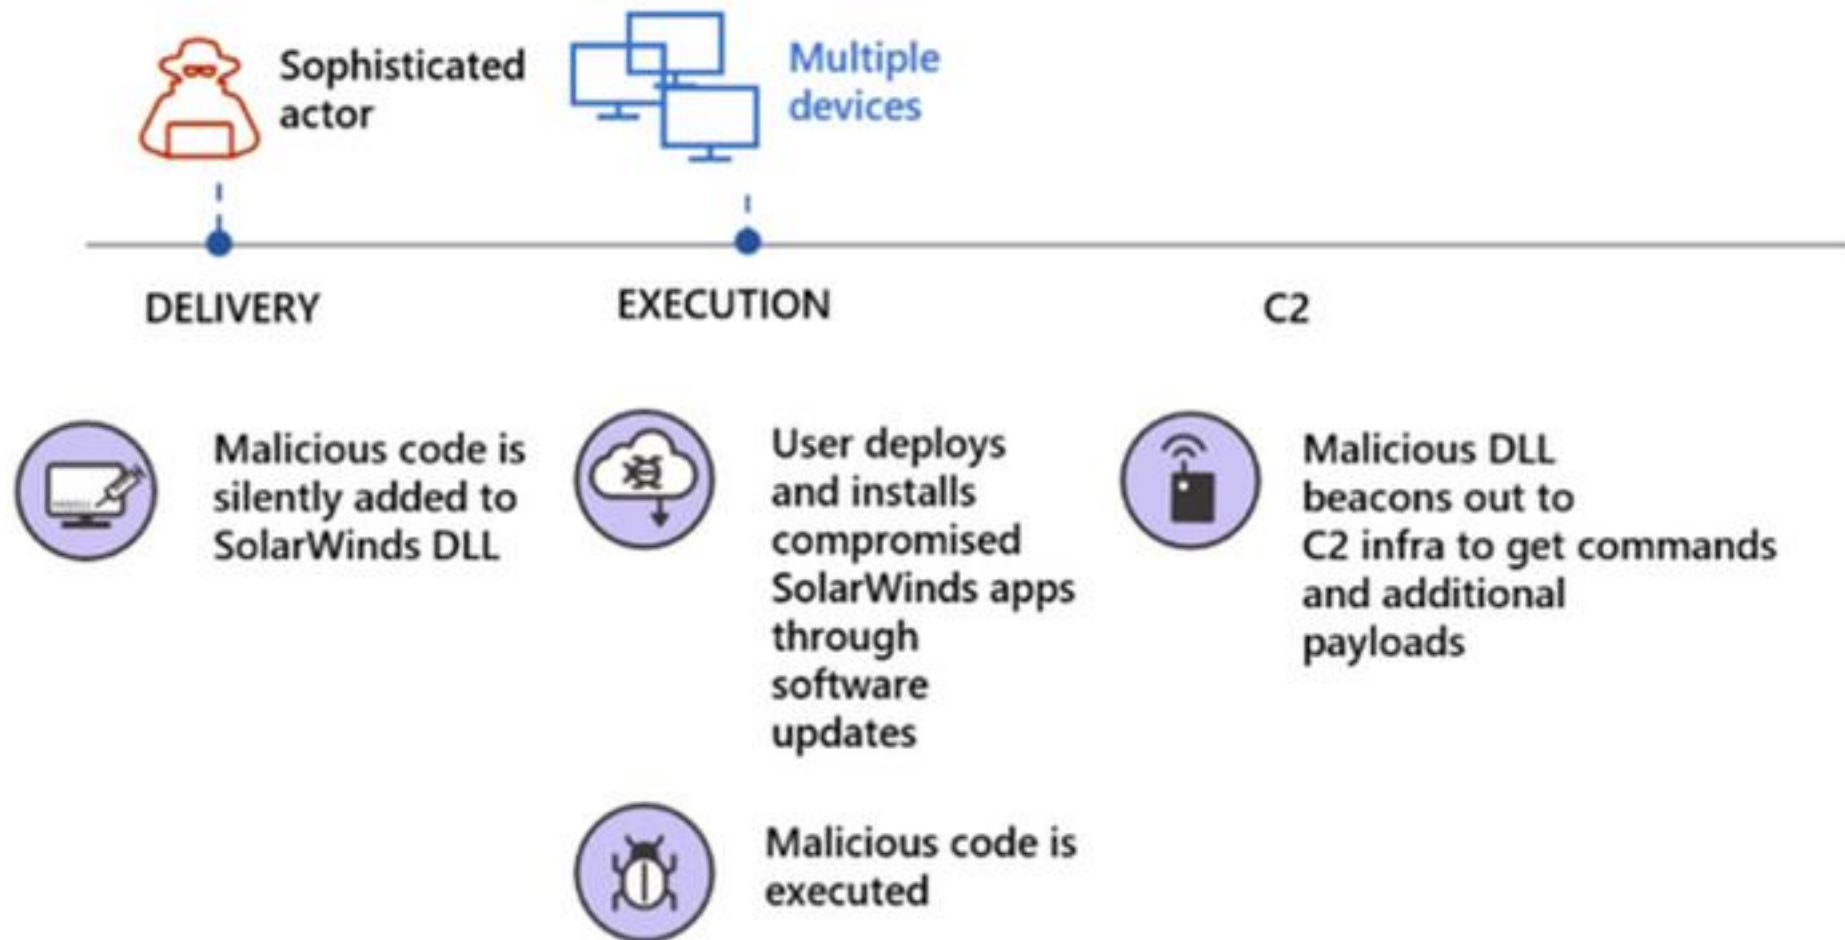 Sophisticated
actor
Multiple
devices
DELIVERY
EXECUTION
C2
Malicious code is
silently added to
SolarWinds DLL
User deploys
and installs
compromised
SolarWinds apps
through
software
updates
Malicious code is
executed
Malicious DLL
beacons out to
C2 infra to get commands
and additional
payloads